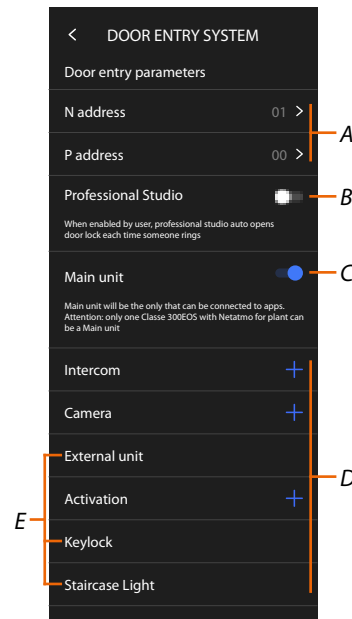 < DOOR ENTRY SYSTEM
Door entry parameters
N address 01 >
A
P address 00 >
Professional Studio
B
When enabled by user, professional studio auto opens
door lock each time someone rings
Main unit
C
Main unit will be the only that can be connected to apps.
Attention: only one Classe 300EOS with Netatmo for plant can
be a Main unit
Intercom +
Camera +
External unit
D
Activation +
E
Keylock
Staircase Light